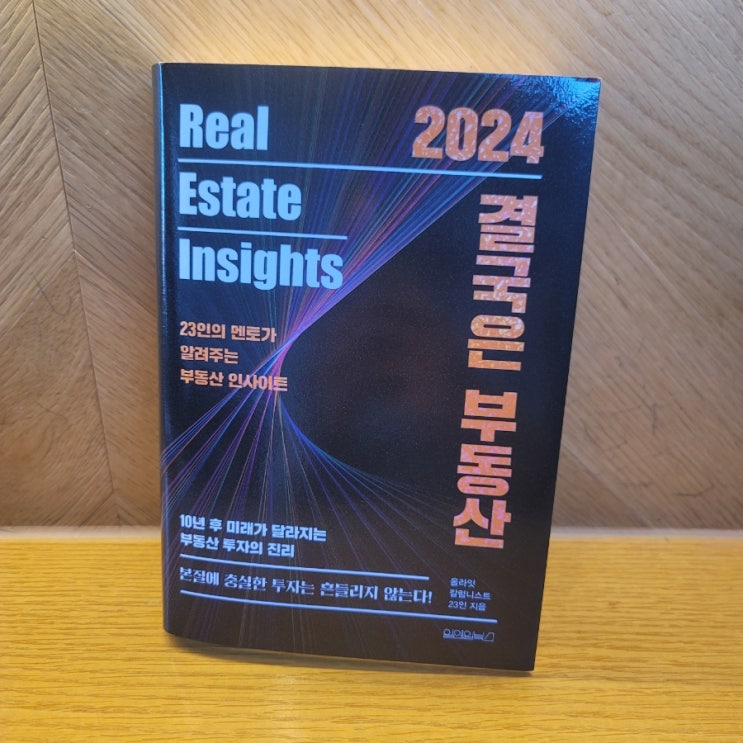 Real
Estate
Insights
2024
결국은 부동산
23인의 멘토가
알려주는
부동산 인사이트
10년 후 미래가 달라지는
부동산 투자의 진리
본질에 충실한 투자는 흔들리지 않는다!
올라잇
칼럼니스트
23인 지음